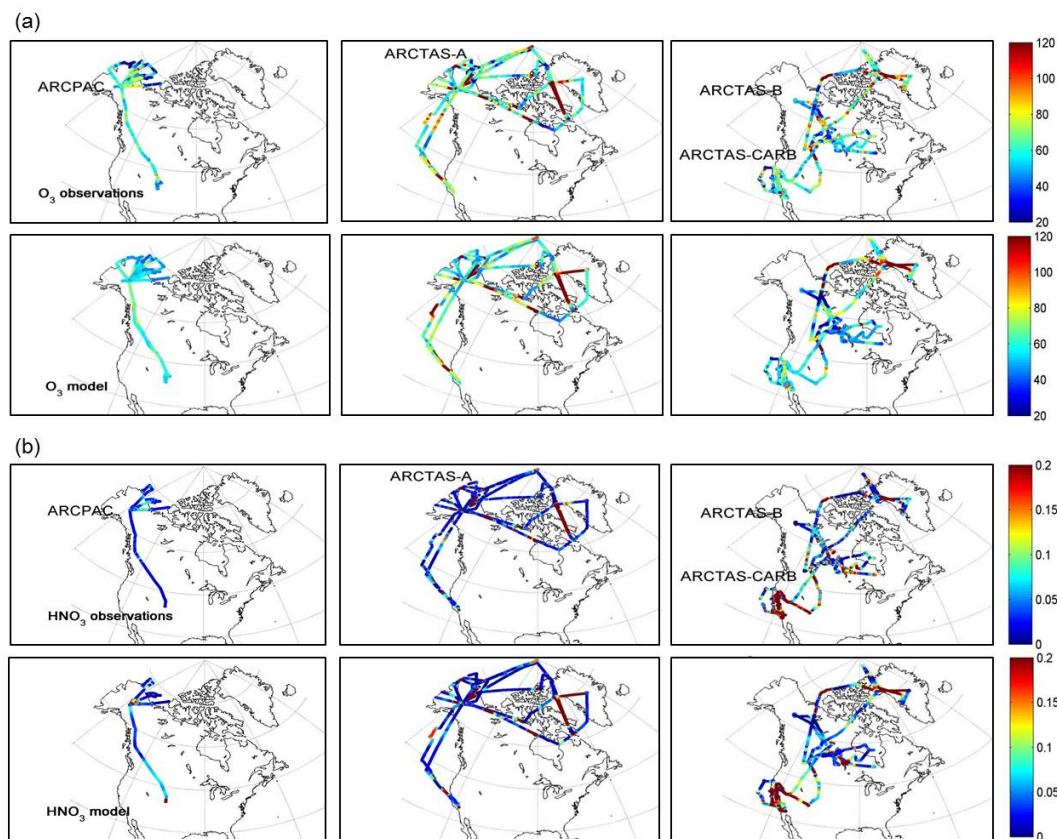 (a)
ARCPAC
O₃ observations
ARCTAS-A
ARCTAS-B
ARCTAS-CARB
120
100
80
60
40
20
O₃ model
120
100
80
60
40
20
(b)
ARCPAC
HNO₃ observations
ARCTAS-A
ARCTAS-B
ARCTAS-CARB
0.2
0.15
0.1
0.05
0
HNO₃ model
0.2
0.15
0.1
0.05
0